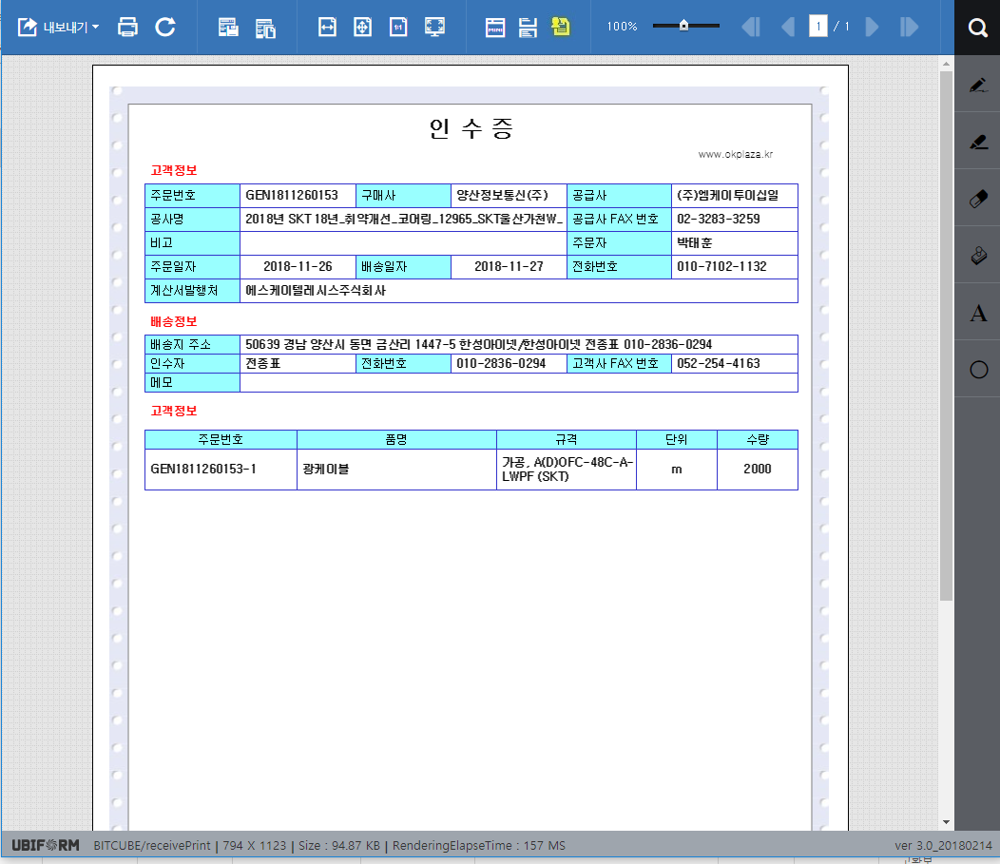 내보내기
1:1
MINI
100%
1 / 1
인 수 증
www.okplaza.kr
고객정보
주문번호 GEN1811260153 구매사 양산정보통신(주) 공급사 (주)엠케이투이십일
공사명 2018년 SKT 18년_취약개선_코어링_12965_SKT울산가천W_ 공급사 FAX 번호 02-3283-3259
비고 주문자 박태훈
주문일자 2018-11-26 배송일자 2018-11-27 전화번호 010-7102-1132
계산서발행처 에스케이텔레시스주식회사
배송정보
배송지 주소 50639 경남 양산시 동면 금산리 1447-5 한성아이넷/한성아이넷 전종표 010-2836-0294
인수자 전종표 전화번호 010-2836-0294 고객사 FAX 번호 052-254-4163
메모
고객정보
주문번호 품명 규격 단위 수량
GEN1811260153-1 광케이블 가공, A(D)OFC-48C-A- m 2000
LWPF (SKT)
A
UBIFORM BITCUBE/receivePrint | 794 X 1123 | Size : 94.87 KB | RenderingElapseTime : 157 MS ver 3.0_20180214